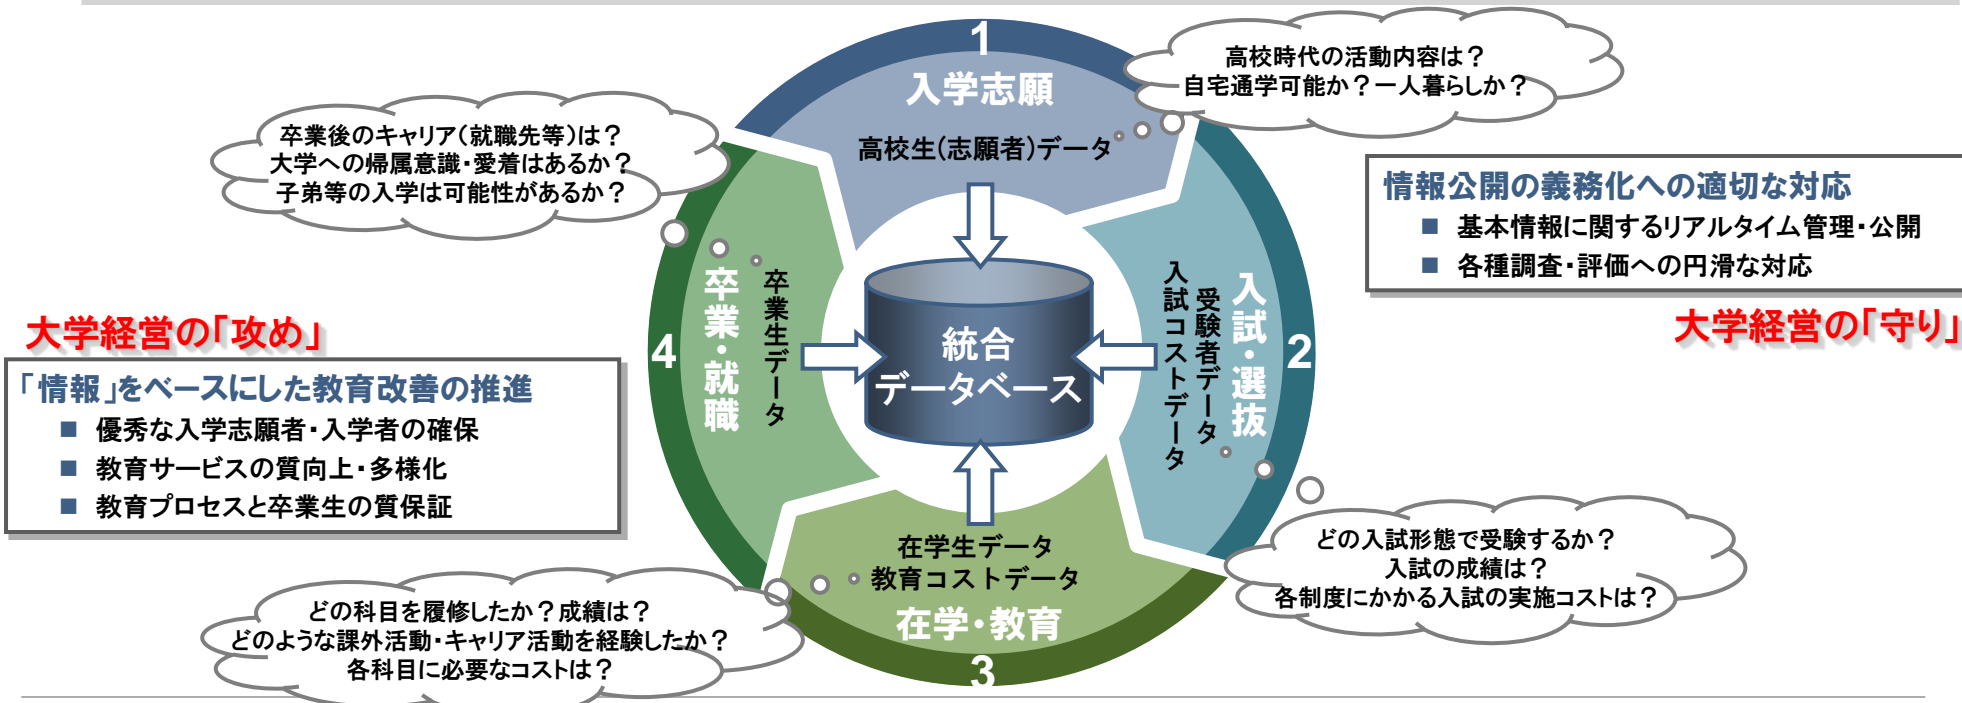 1
入学志願
高校生(志願者)データ
高校時代の活動内容は？
自宅通学可能か？一人暮らしか？
卒業後のキャリア(就職先等)は？
大学への帰属意識・愛着はあるか？
子弟等の入学は可能性があるか？
情報公開の義務化への適切な対応
■ 基本情報に関するリアルタイム管理・公開
■ 各種調査・評価への円滑な対応
大学経営の「守り」
大学経営の「攻め」
「情報」をベースにした教育改善の推進
■ 優秀な入学志願者・入学者の確保
■ 教育サービスの質向上・多様化
■ 教育プロセスと卒業生の質保証
4
卒業・就職
卒業生データ
統合
データベース
2
入試・選抜
受験者データ
入試コストデータ
どの入試形態で受験するか？
入試の成績は？
各制度にかかる入試の実施コストは？
在学生データ
教育コストデータ
在学・教育
3
どの科目を履修したか？成績は？
どのような課外活動・キャリア活動を経験したか？
各科目に必要なコストは？